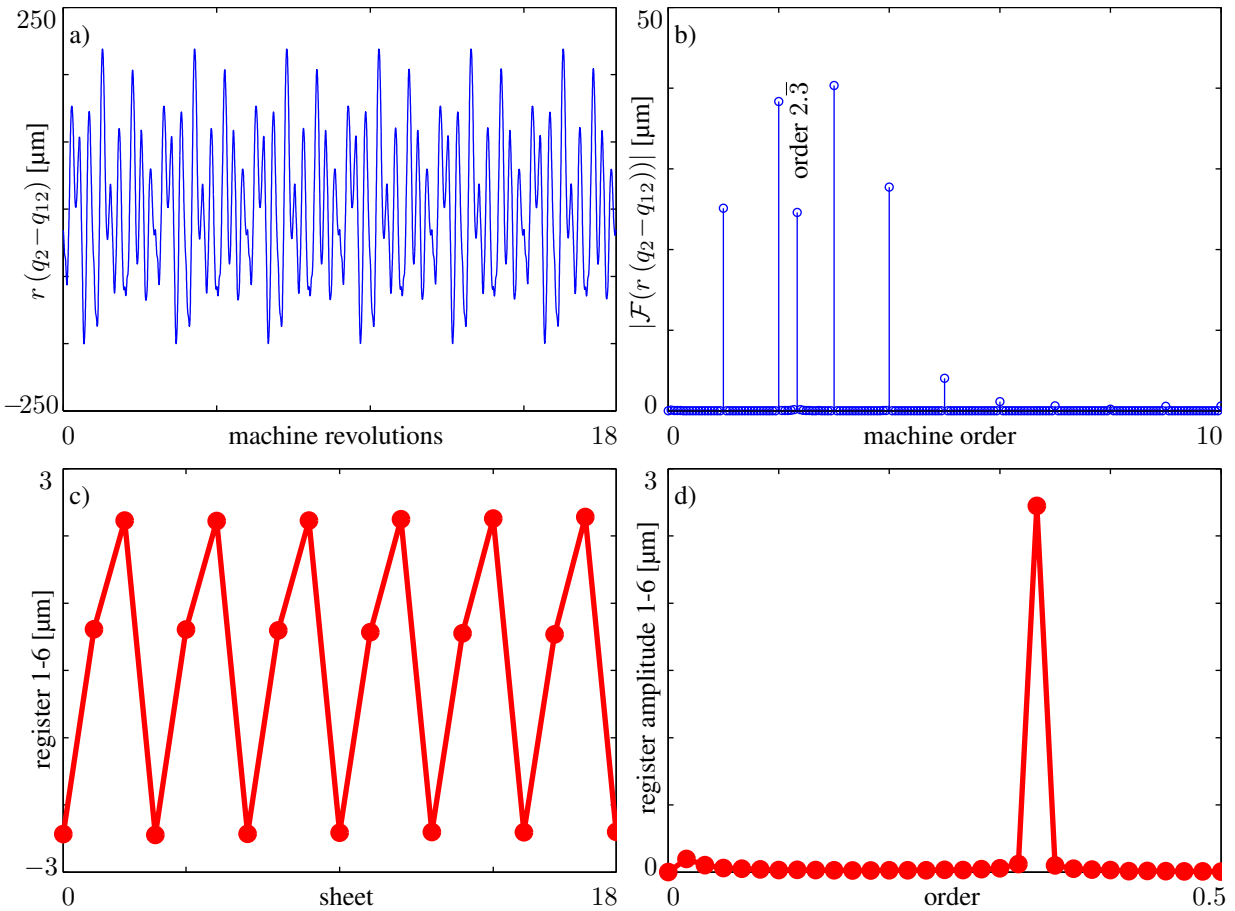 250
a)
r (q₂−q₁₂) [µm]
−250
0
machine revolutions
18
50
b)
order 2.3̅
|ℱ(r (q₂−q₁₂))| [µm]
0
0
machine order
10
3
c)
register 1-6 [µm]
−3
0
sheet
18
3
d)
register amplitude 1-6 [µm]
0
0
order
0.5